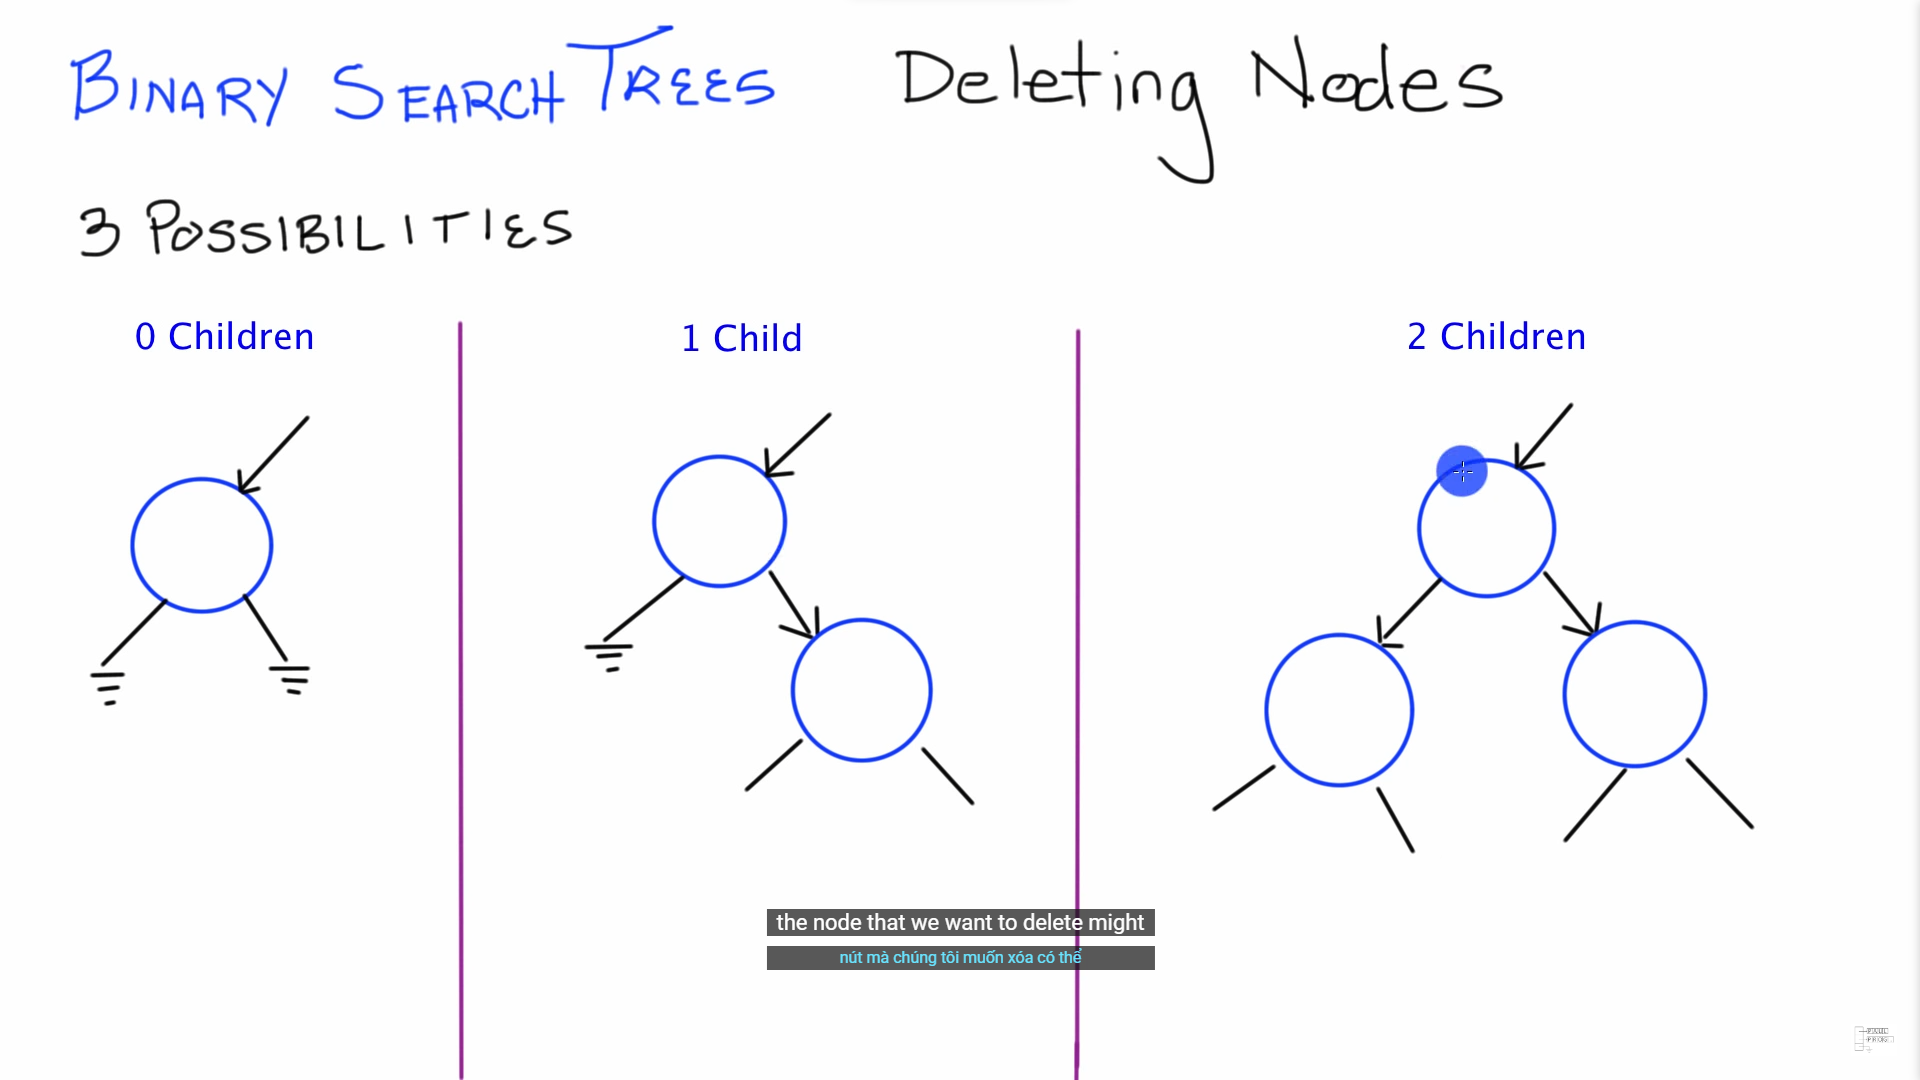 BINARY SEARCH TREES Deleting Nodes
3 POSSIBILITIES
0 Children
1 Child
2 Children
the node that we want to delete might
nút mà chúng tôi muốn xóa có thể